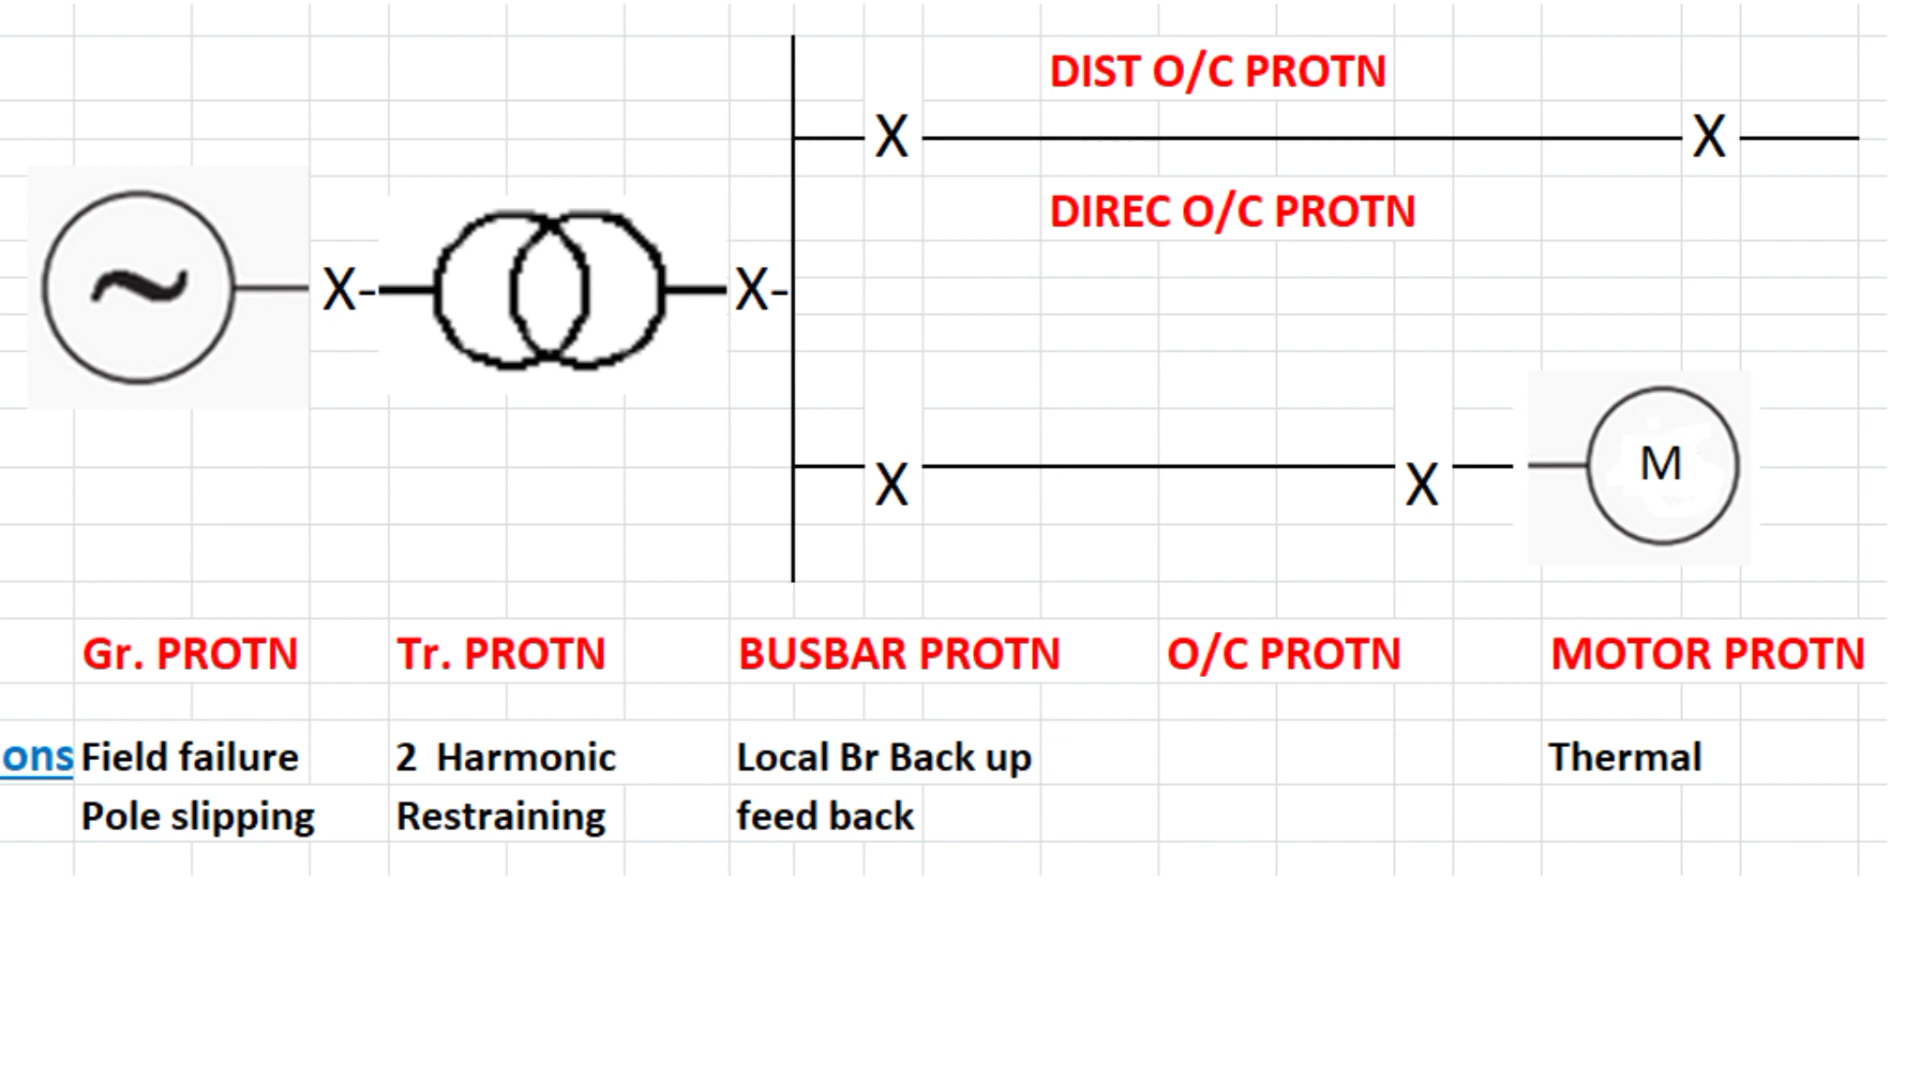 DIST O/C PROTN
X X
DIREC O/C PROTN
~ X- X-
M
X X
Gr. PROTN Tr. PROTN BUSBAR PROTN O/C PROTN MOTOR PROTN
ons Field failure 2 Harmonic Local Br Back up Thermal
Pole slipping Restraining feed back